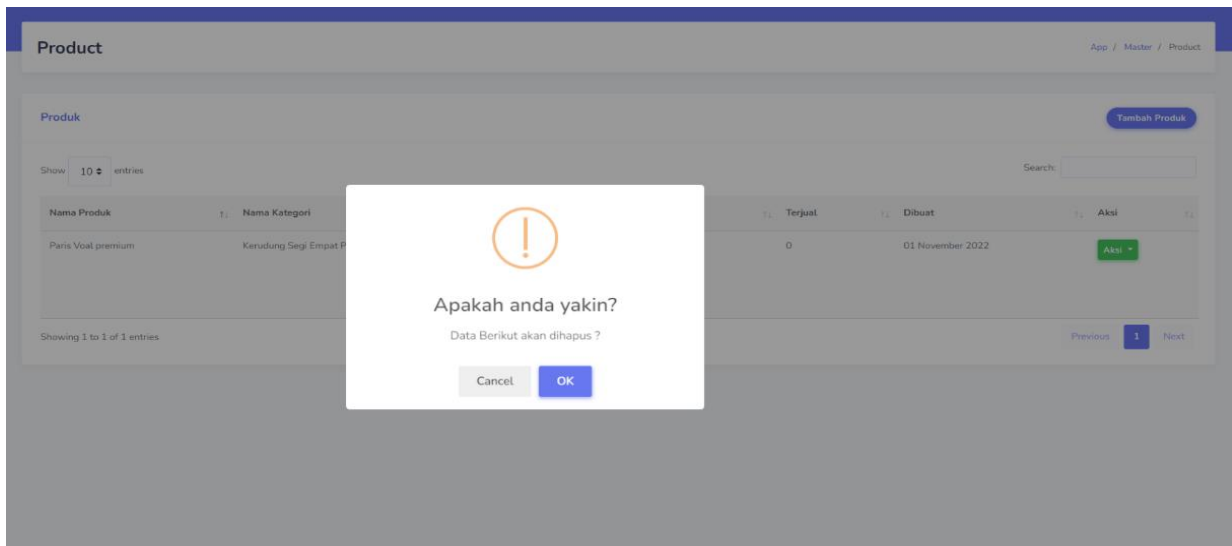 Product
App / Master / Product
Produk
Tambah Produk
Show 10 entries
Search:
Nama Produk Nama Kategori Terjual Dibuat Aksi
Paris Voal premium Kerudung Segi Empat P 0 01 November 2022 Aksi
Apakah anda yakin?
Data Berikut akan dihapus ?
Showing 1 to 1 of 1 entries
Previous 1 Next
Cancel OK